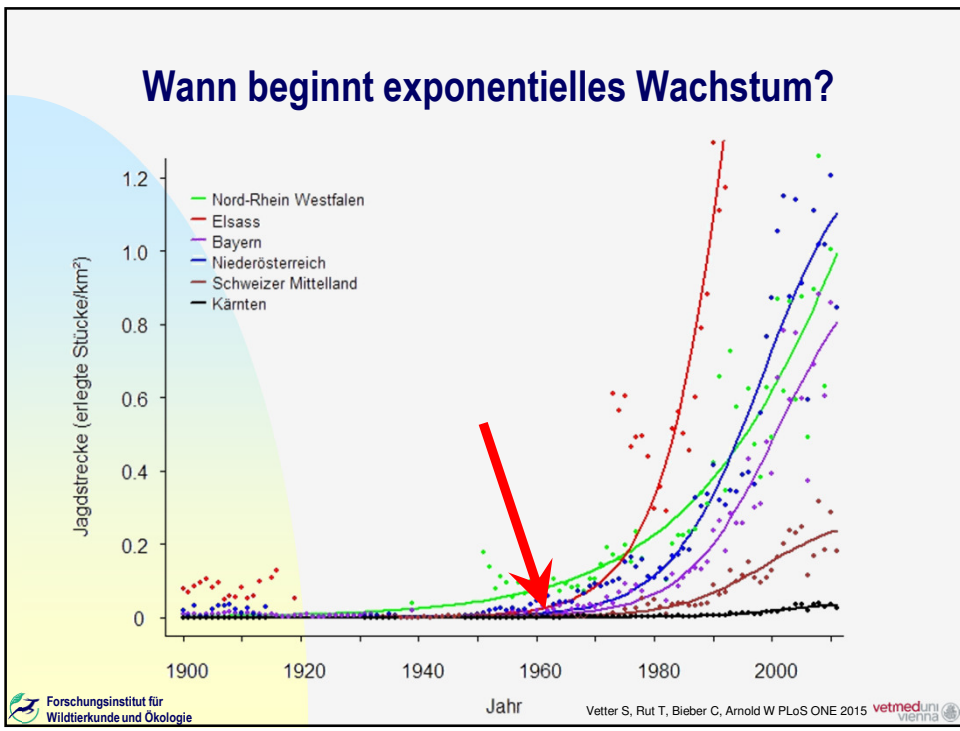 Wann beginnt exponentielles Wachstum?
Jagdstrecke (erlegte Stücke/km²)
1.2
1.0
0.8
0.6
0.4
0.2
0
Nord-Rhein Westfalen
Elsass
Bayern
Niederösterreich
Schweizer Mittelland
Kärnten
1900 1920 1940 1960 1980 2000
Jahr
Forschungsinstitut für
Wildtierkunde und Ökologie
Vetter S, Rut T, Bieber C, Arnold W PLoS ONE 2015
vetmeduni
vienna